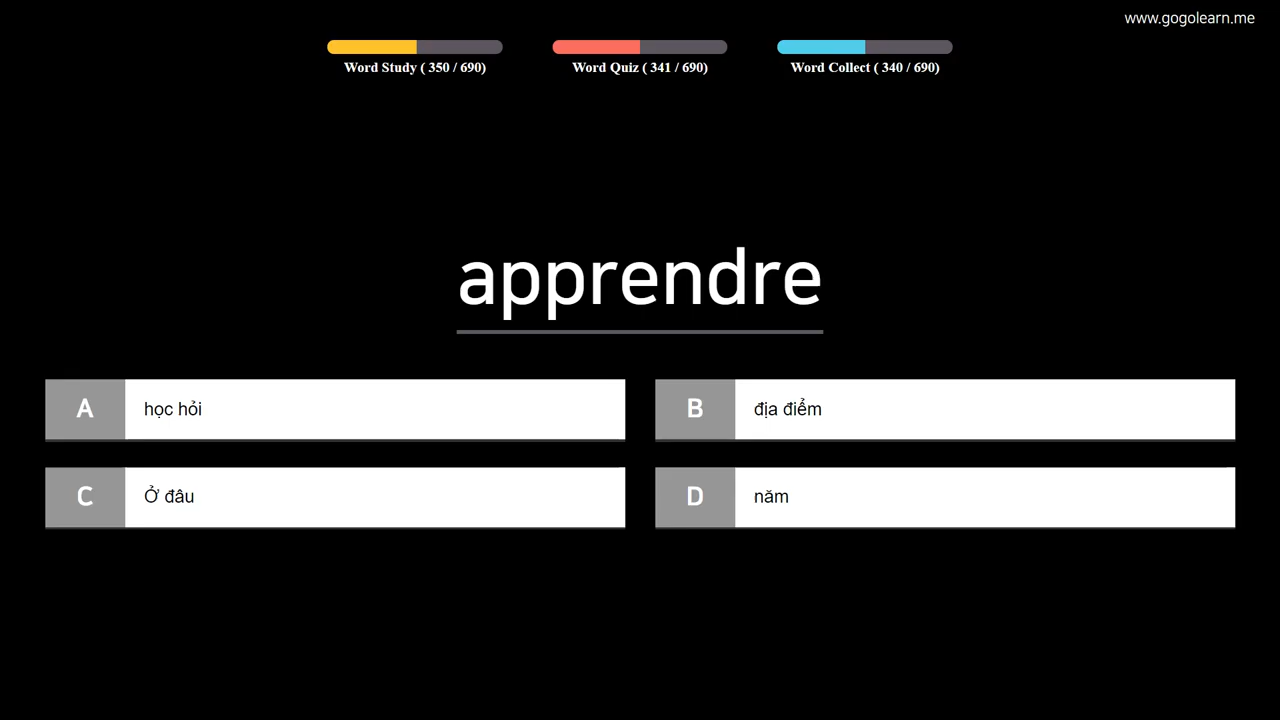 www.gogolearn.me
Word Study ( 350 / 690)
Word Quiz ( 341 / 690)
Word Collect ( 340 / 690)
apprendre
A học hỏi
B địa điểm
C Ở đâu
D năm